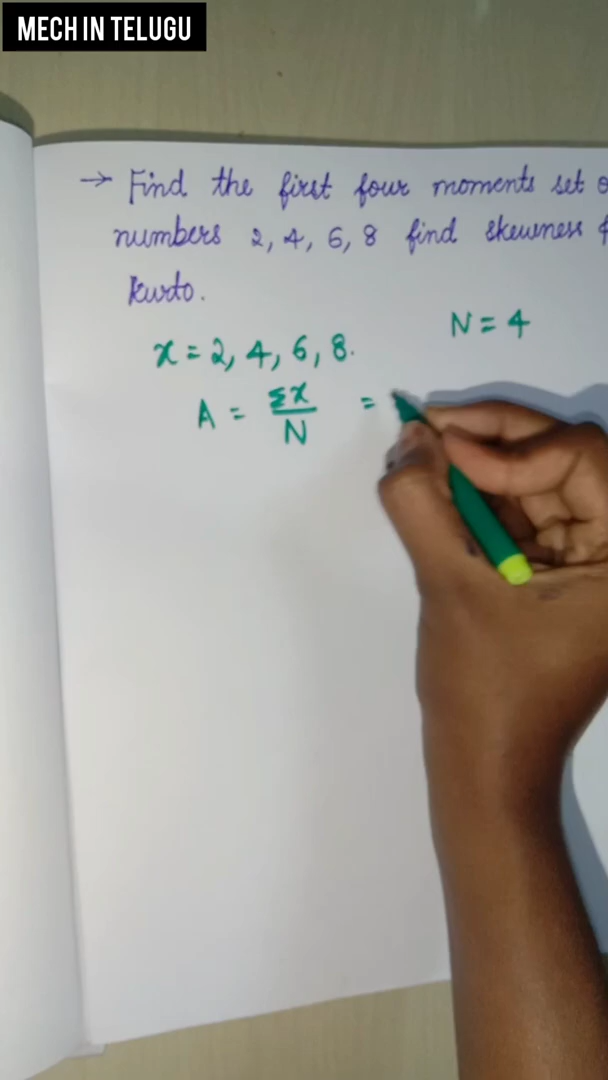 MECH IN TELUGU
→ Find the first four moments set
numbers 2, 4, 6, 8 find skewness
kurto.
N = 4
x = 2, 4, 6, 8.
A = Σx/N =